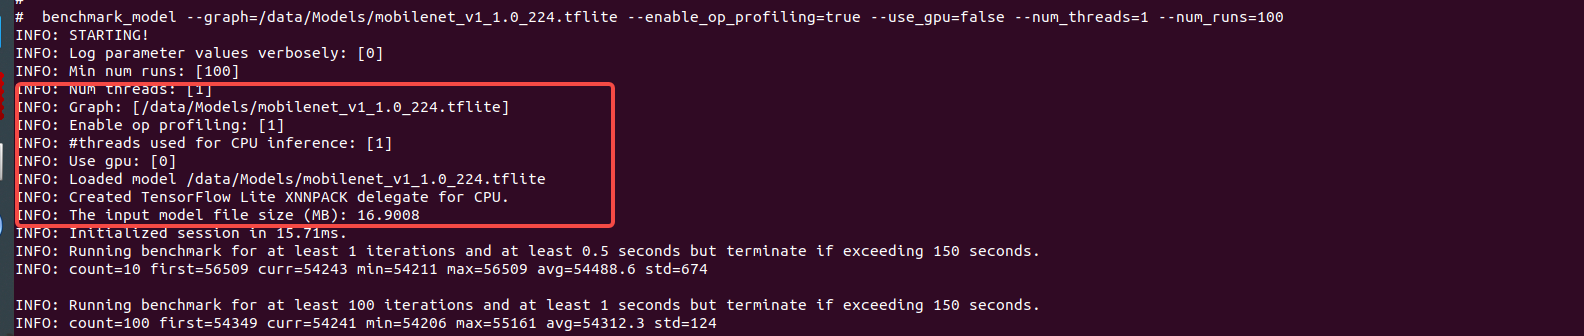 #
#  benchmark_model --graph=/data/Models/mobilenet_v1_1.0_224.tflite --enable_op_profiling=true --use_gpu=false --num_threads=1 --num_runs=100
INFO: STARTING!
INFO: Log parameter values verbosely: [0]
INFO: Min num runs: [100]
INFO: Num threads: [1]
INFO: Graph: [/data/Models/mobilenet_v1_1.0_224.tflite]
INFO: Enable op profiling: [1]
INFO: #threads used for CPU inference: [1]
INFO: Use gpu: [0]
INFO: Loaded model /data/Models/mobilenet_v1_1.0_224.tflite
INFO: Created TensorFlow Lite XNNPACK delegate for CPU.
INFO: The input model file size (MB): 16.9008
INFO: Initialized session in 15.71ms.
INFO: Running benchmark for at least 1 iterations and at least 0.5 seconds but terminate if exceeding 150 seconds.
INFO: count=10 first=56509 curr=54243 min=54211 max=56509 avg=54488.6 std=674
INFO: Running benchmark for at least 100 iterations and at least 1 seconds but terminate if exceeding 150 seconds.
INFO: count=100 first=54349 curr=54241 min=54206 max=55161 avg=54312.3 std=124